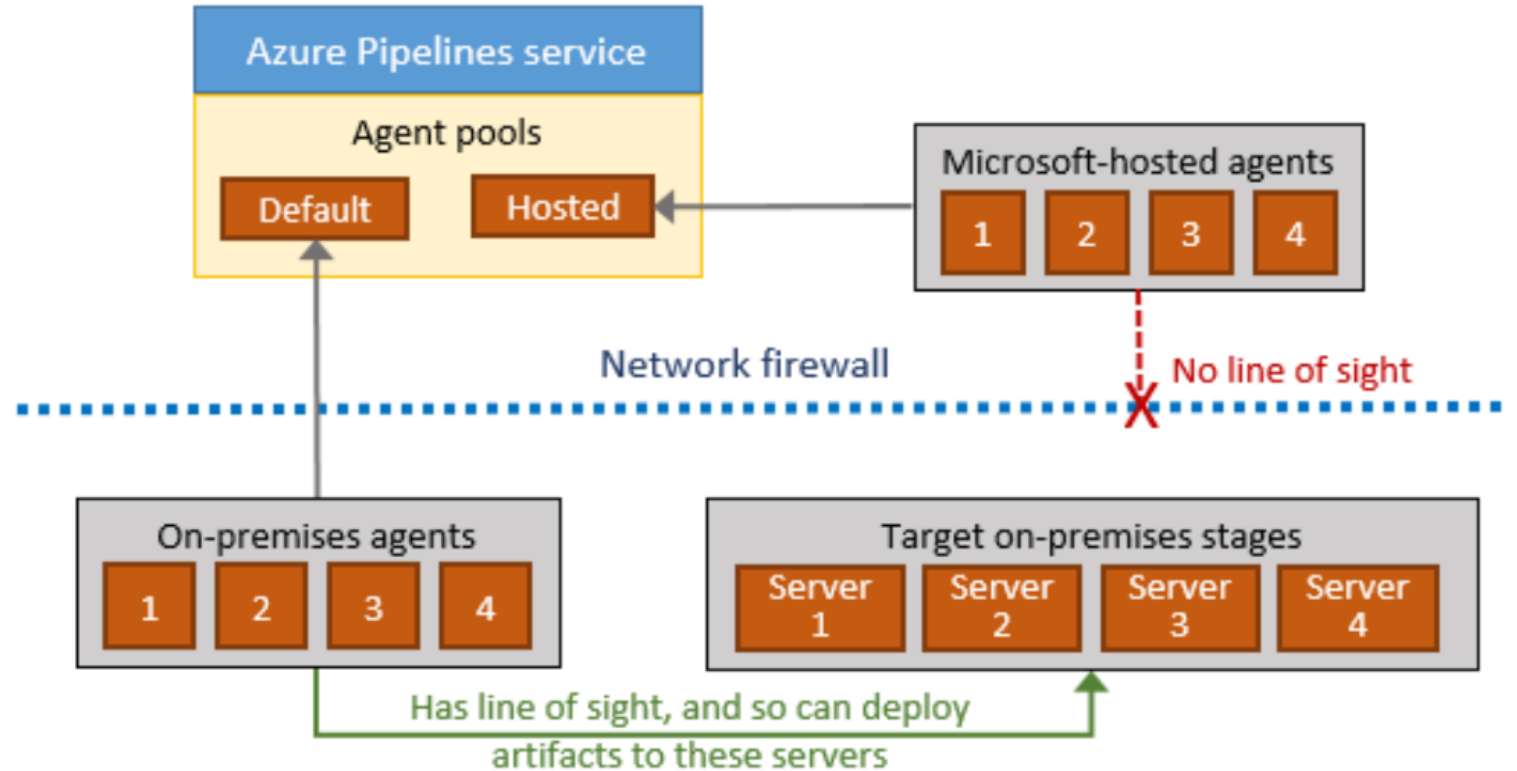 Azure Pipelines service
Agent pools
Default
Hosted
Microsoft-hosted agents
1 2 3 4
Network firewall
No line of sight
X
On-premises agents
1 2 3 4
Target on-premises stages
Server 1
Server 2
Server 3
Server 4
Has line of sight, and so can deploy
artifacts to these servers